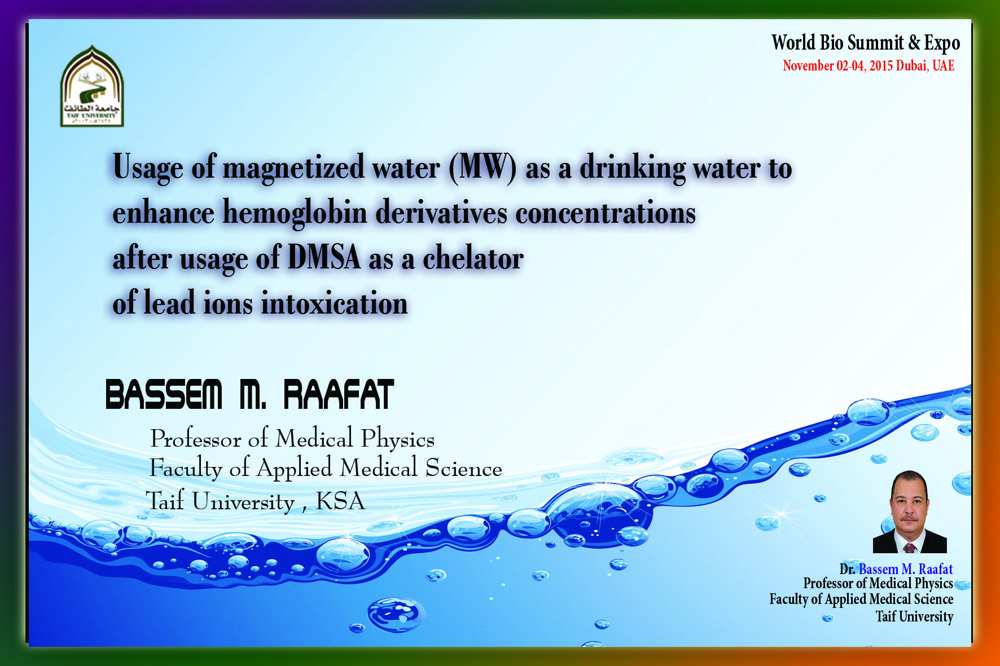 World Bio Summit & Expo
November 02-04, 2015 Dubai, UAE
جامعة الطائف
TAIF UNIVERSITY
Usage of magnetized water (MW) as a drinking water to
enhance hemoglobin derivatives concentrations
after usage of DMSA as a chelator
of lead ions intoxication
BASSEM M. RAAFAT
Professor of Medical Physics
Faculty of Applied Medical Science
Taif University , KSA
Dr. Bassem M. Raafat
Professor of Medical Physics
Faculty of Applied Medical Science
Taif University